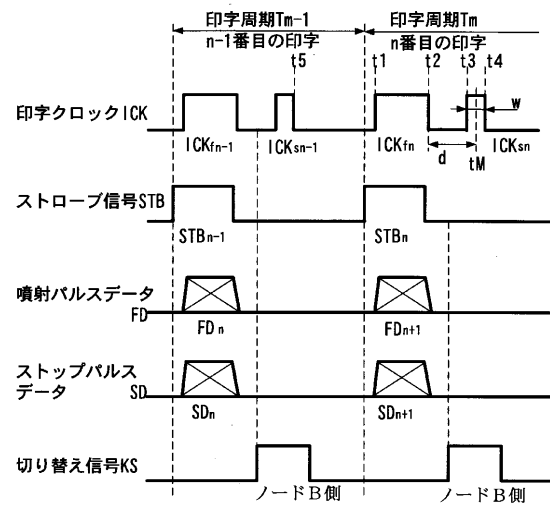 印字周期Tm-1
印字周期Tm
n-1番目の印字
n番目の印字
t5
t1
t2
t3
t4
印字クロックICK
W
ICKfn-1
ICKsn-1
ICKfn
d
tM
ICKsn
ストローブ信号STB
STBn-1
STBn
噴射パルスデータ
FD
FDn
FDn+1
ストップパルス
データ
SD
SDn
SDn+1
切り替え信号KS
ノードB側
ノードB側